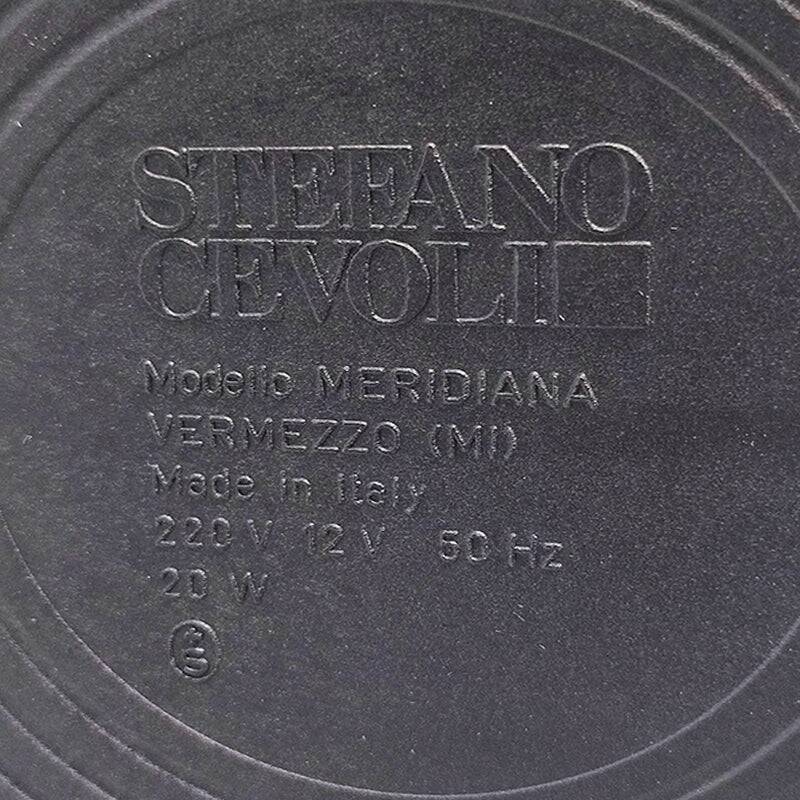 STEFANO
CEVOLI
Modello MERIDIANA
VERMEZZO (MI)
Made in Italy
220 V 12 V 50 Hz
20 W